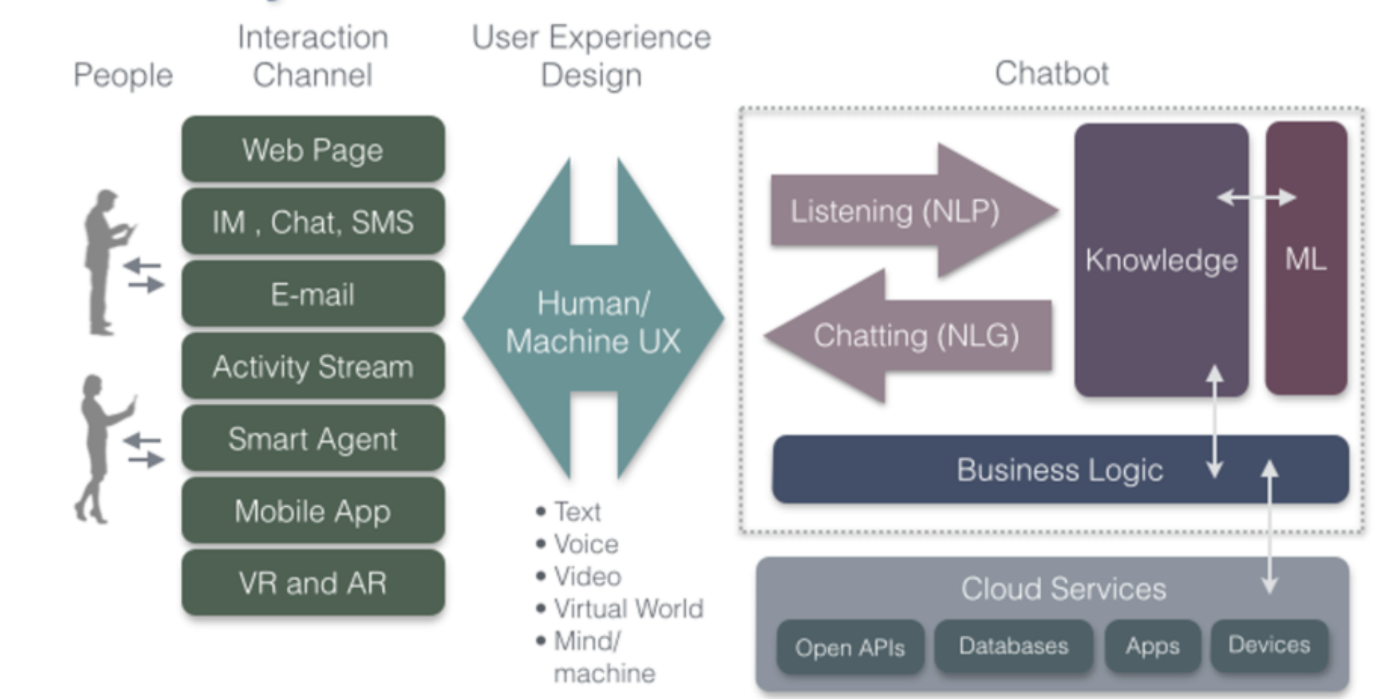 People
Interaction
Channel
User Experience
Design
Chatbot
Web Page
IM , Chat, SMS
E-mail
Activity Stream
Smart Agent
Mobile App
VR and AR
Human/
Machine UX
• Text
• Voice
• Video
• Virtual World
• Mind/
machine
Listening (NLP)
Chatting (NLG)
Knowledge
ML
Business Logic
Cloud Services
Open APIs
Databases
Apps
Devices